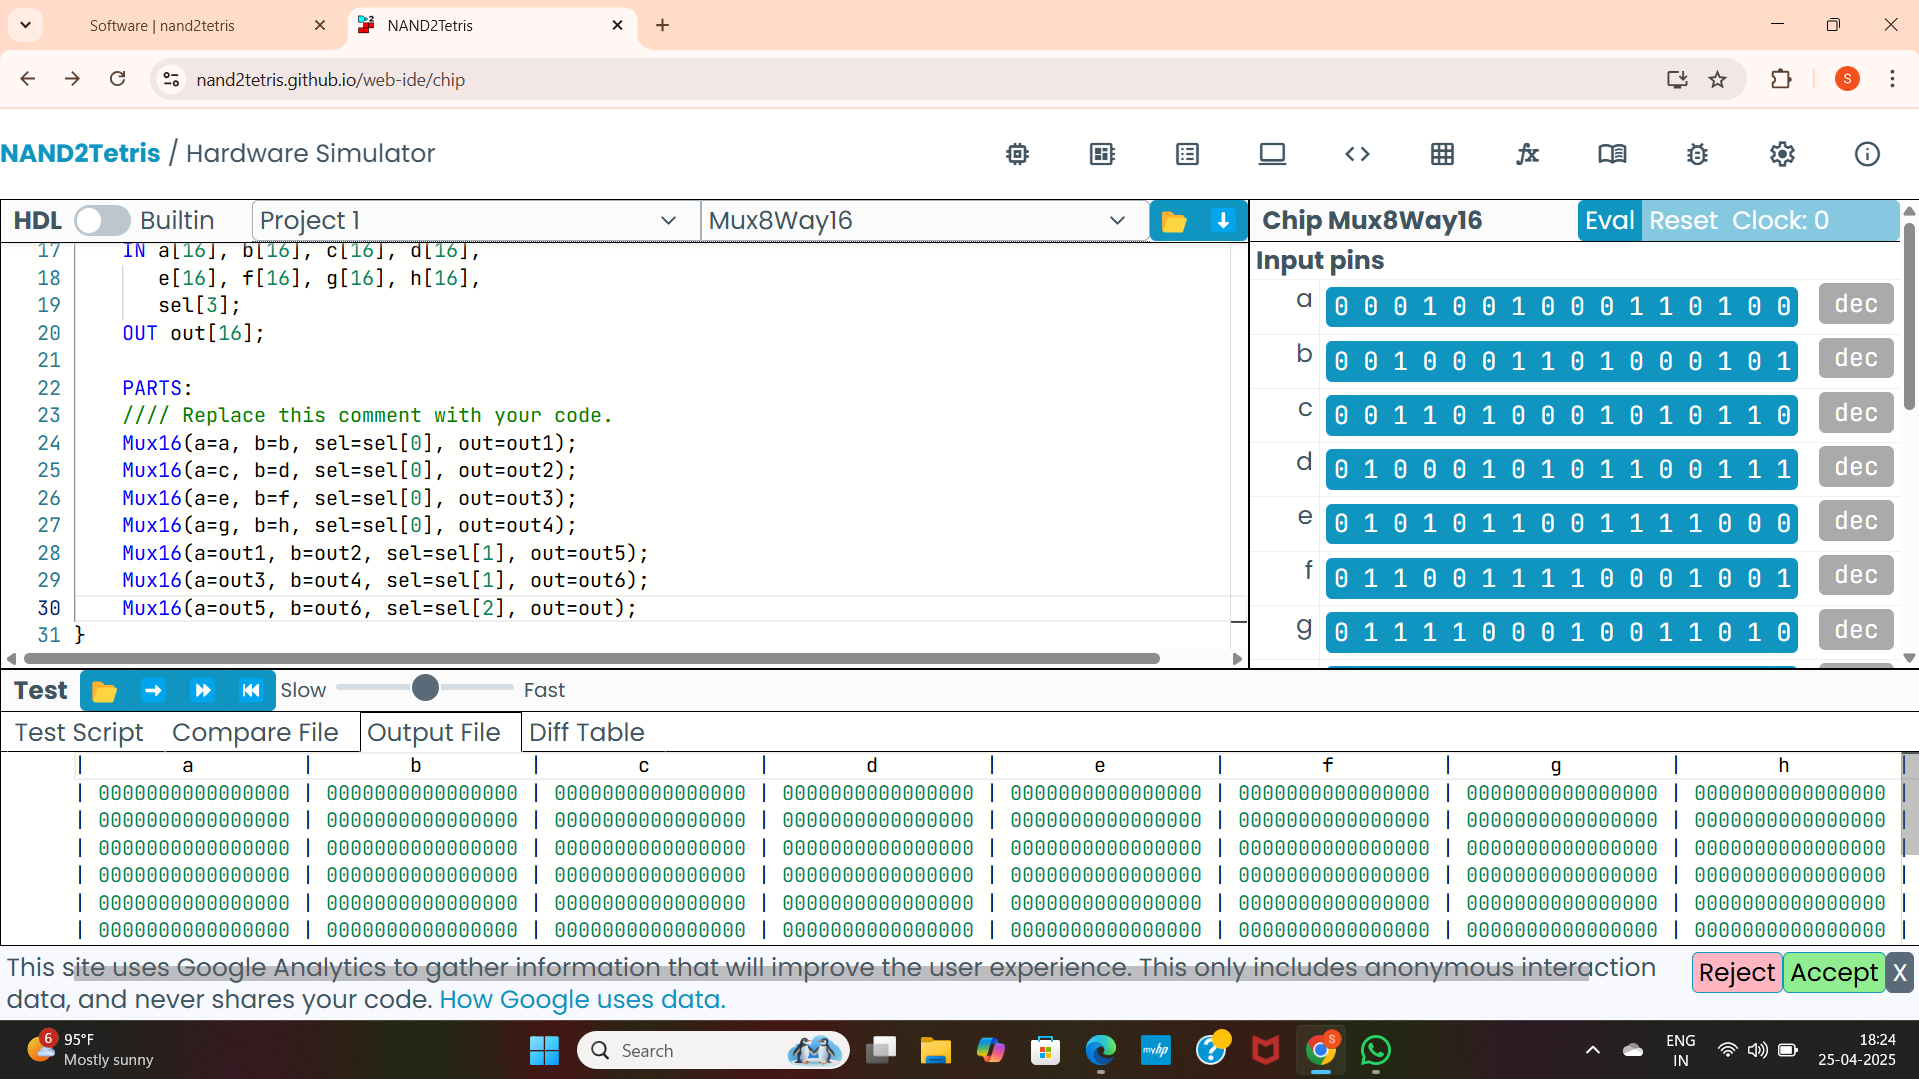 Software | nand2tetris
NAND2Tetris
nand2tetris.github.io/web-ide/chip
S
NAND2Tetris / Hardware Simulator
HDL Builtin Project 1 Mux8Way16
Chip Mux8Way16 Eval Reset Clock: 0
17 IN a[16], b[16], c[16], d[16],
18 e[16], f[16], g[16], h[16],
19 sel[3];
20 OUT out[16];
21
22 PARTS:
23 //// Replace this comment with your code.
24 Mux16(a=a, b=b, sel=sel[0], out=out1);
25 Mux16(a=c, b=d, sel=sel[0], out=out2);
26 Mux16(a=e, b=f, sel=sel[0], out=out3);
27 Mux16(a=g, b=h, sel=sel[0], out=out4);
28 Mux16(a=out1, b=out2, sel=sel[1], out=out5);
29 Mux16(a=out3, b=out4, sel=sel[1], out=out6);
30 Mux16(a=out5, b=out6, sel=sel[2], out=out);
31 }
Input pins
a 0 0 0 1 0 0 1 0 0 0 1 1 0 1 0 0 dec
b 0 0 1 0 0 0 1 1 0 1 0 0 0 1 0 1 dec
c 0 0 1 1 0 1 0 0 0 1 0 1 0 1 1 0 dec
d 0 1 0 0 0 1 0 1 0 1 1 0 0 1 1 1 dec
e 0 1 0 1 0 1 1 0 0 1 1 1 1 0 0 0 dec
f 0 1 1 0 0 1 1 1 1 0 0 0 1 0 0 1 dec
g 0 1 1 1 1 0 0 0 1 0 0 1 1 0 1 0 dec
Test Slow Fast
Test Script Compare File Output File Diff Table
| a | b | c | d | e | f | g | h |
| 0000000000000000 | 0000000000000000 | 0000000000000000 | 0000000000000000 | 0000000000000000 | 0000000000000000 | 0000000000000000 | 0000000000000000 |
| 0000000000000000 | 0000000000000000 | 0000000000000000 | 0000000000000000 | 0000000000000000 | 0000000000000000 | 0000000000000000 | 0000000000000000 |
| 0000000000000000 | 0000000000000000 | 0000000000000000 | 0000000000000000 | 0000000000000000 | 0000000000000000 | 0000000000000000 | 0000000000000000 |
| 0000000000000000 | 0000000000000000 | 0000000000000000 | 0000000000000000 | 0000000000000000 | 0000000000000000 | 0000000000000000 | 0000000000000000 |
| 0000000000000000 | 0000000000000000 | 0000000000000000 | 0000000000000000 | 0000000000000000 | 0000000000000000 | 0000000000000000 | 0000000000000000 |
| 0000000000000000 | 0000000000000000 | 0000000000000000 | 0000000000000000 | 0000000000000000 | 0000000000000000 | 0000000000000000 | 0000000000000000 |
This site uses Google Analytics to gather information that will improve the user experience. This only includes anonymous interaction
data, and never shares your code. How Google uses data.
Reject Accept X
6 95°F
Mostly sunny
Search
myhp
S
ENG
IN
18:24
25-04-2025